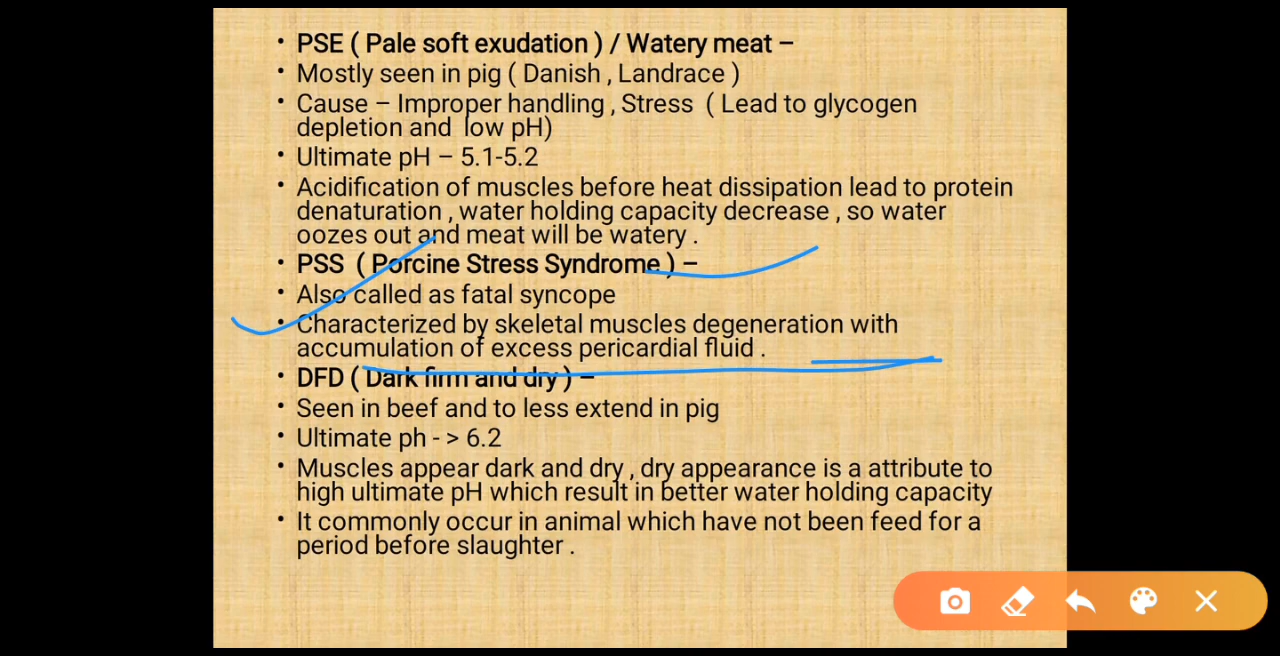 • PSE ( Pale soft exudation ) / Watery meat –
• Mostly seen in pig ( Danish , Landrace )
• Cause – Improper handling , Stress ( Lead to glycogen
depletion and low pH)
• Ultimate pH – 5.1-5.2
• Acidification of muscles before heat dissipation lead to protein
denaturation , water holding capacity decrease , so water
oozes out and meat will be watery .
• PSS ( Porcine Stress Syndrome ) –
• Also called as fatal syncope
• Characterized by skeletal muscles degeneration with
accumulation of excess pericardial fluid .
• DFD ( Dark firm and dry ) –
• Seen in beef and to less extend in pig
• Ultimate ph - > 6.2
• Muscles appear dark and dry , dry appearance is a attribute to
high ultimate pH which result in better water holding capacity
• It commonly occur in animal which have not been feed for a
period before slaughter .